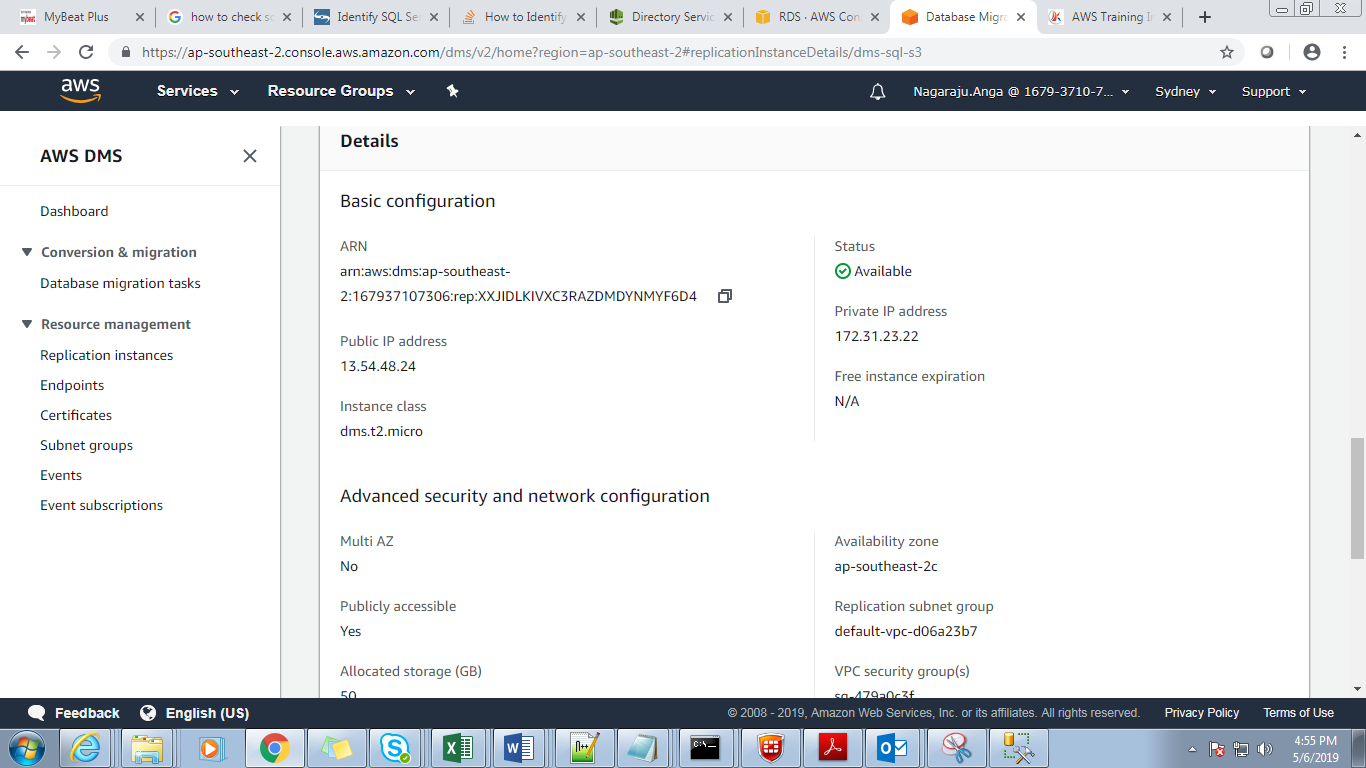 MyBeat Plus
how to check sc
Identify SQL Se
How to Identify
Directory Servic
RDS · AWS Con
Database Migra
AWS Training I
https://ap-southeast-2.console.aws.amazon.com/dms/v2/home?region=ap-southeast-2#replicationInstanceDetails/dms-sql-s3
aws
Services
Resource Groups
Nagaraju.Anga @ 1679-3710-7...
Sydney
Support
AWS DMS
Dashboard
Conversion & migration
Database migration tasks
Resource management
Replication instances
Endpoints
Certificates
Subnet groups
Events
Event subscriptions
Details
Basic configuration
ARN
arn:aws:dms:ap-southeast-
2:167937107306:rep:XXJIDLKIVXC3RAZDMDYNMYF6D4
Public IP address
13.54.48.24
Instance class
dms.t2.micro
Status
Available
Private IP address
172.31.23.22
Free instance expiration
N/A
Advanced security and network configuration
Multi AZ
No
Publicly accessible
Yes
Allocated storage (GB)
50
Availability zone
ap-southeast-2c
Replication subnet group
default-vpc-d06a23b7
VPC security group(s)
sg-479a0c3f
Feedback
English (US)
© 2008 - 2019, Amazon Web Services, Inc. or its affiliates. All rights reserved.
Privacy Policy
Terms of Use
4:55 PM
5/6/2019